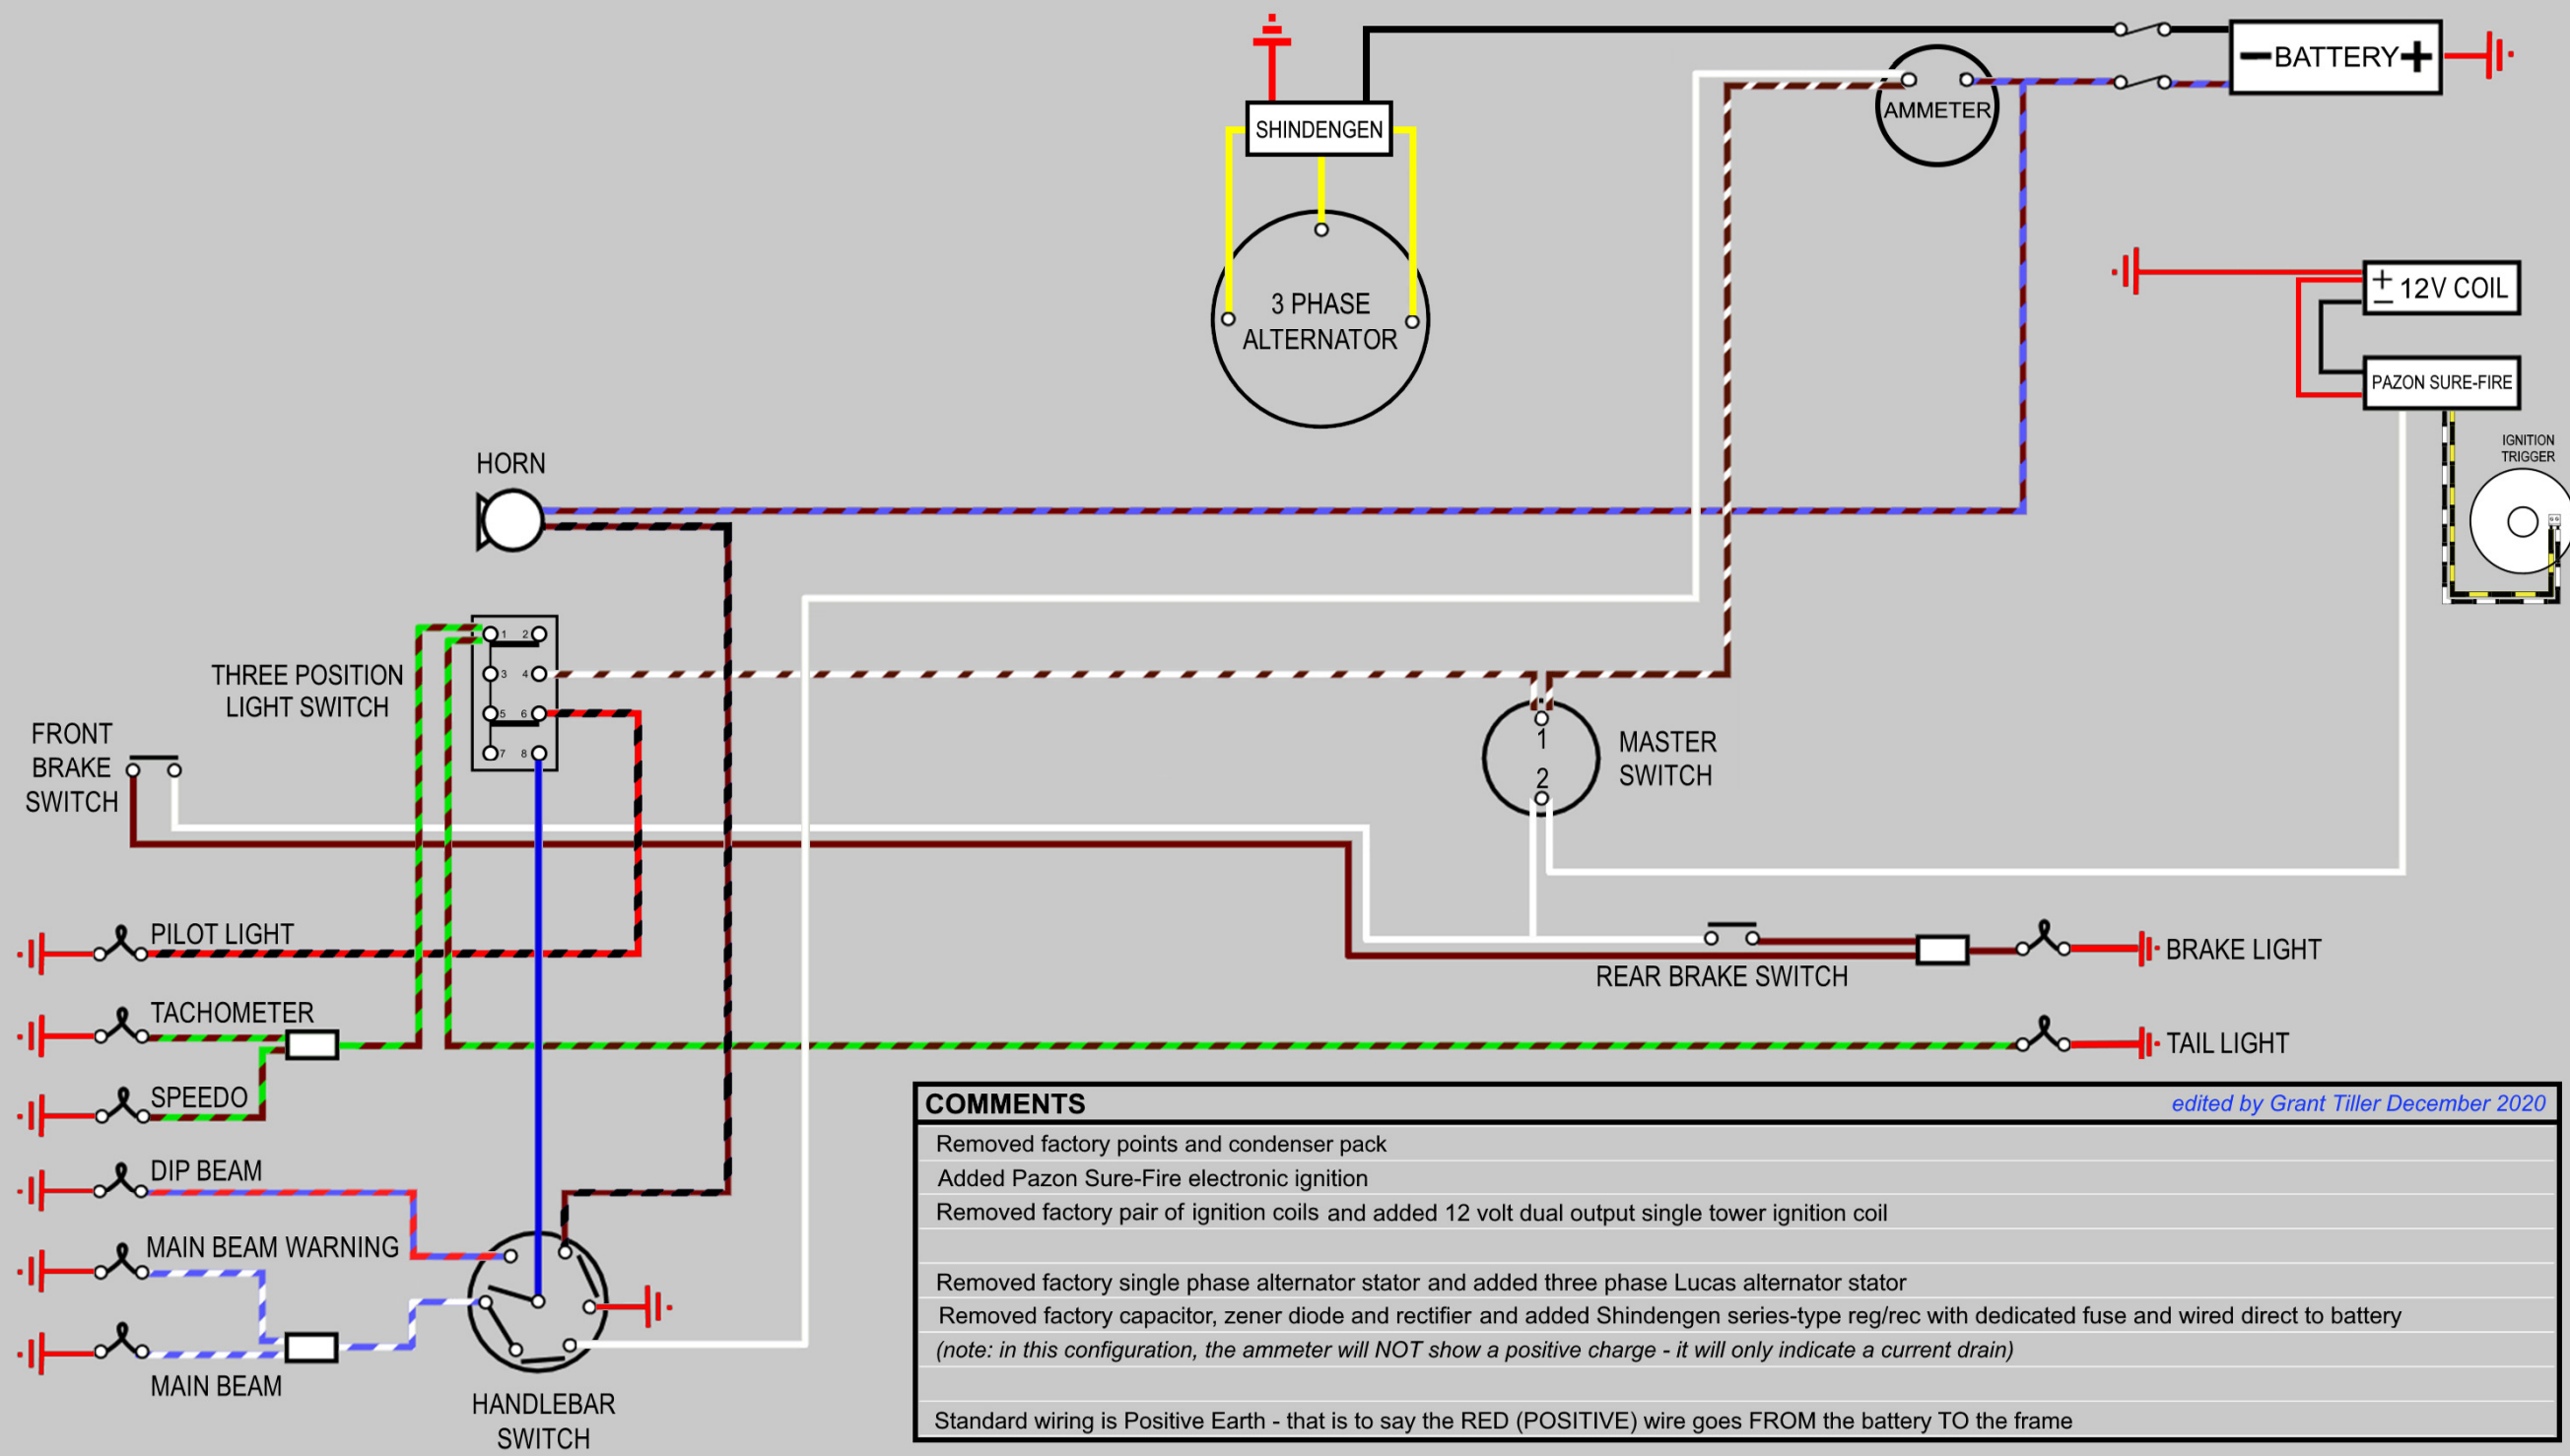 SHINDENGEN
BATTERY
AMMETER
12V COIL
3 PHASE
ALTERNATOR
PAZON SURE-FIRE
IGNITION
TRIGGER
HORN
1 2
3 4
5 6
7 8
THREE POSITION
LIGHT SWITCH
FRONT
BRAKE
SWITCH
1
2
MASTER
SWITCH
PILOT LIGHT
REAR BRAKE SWITCH
BRAKE LIGHT
TACHOMETER
TAIL LIGHT
SPEEDO
DIP BEAM
MAIN BEAM WARNING
MAIN BEAM
HANDLEBAR
SWITCH
COMMENTS
edited by Grant Tiller December 2020
Removed factory points and condenser pack
Added Pazon Sure-Fire electronic ignition
Removed factory pair of ignition coils and added 12 volt dual output single tower ignition coil
Removed factory single phase alternator stator and added three phase Lucas alternator stator
Removed factory capacitor, zener diode and rectifier and added Shindengen series-type reg/rec with dedicated fuse and wired direct to battery
(note: in this configuration, the ammeter will NOT show a positive charge - it will only indicate a current drain)
Standard wiring is Positive Earth - that is to say the RED (POSITIVE) wire goes FROM the battery TO the frame